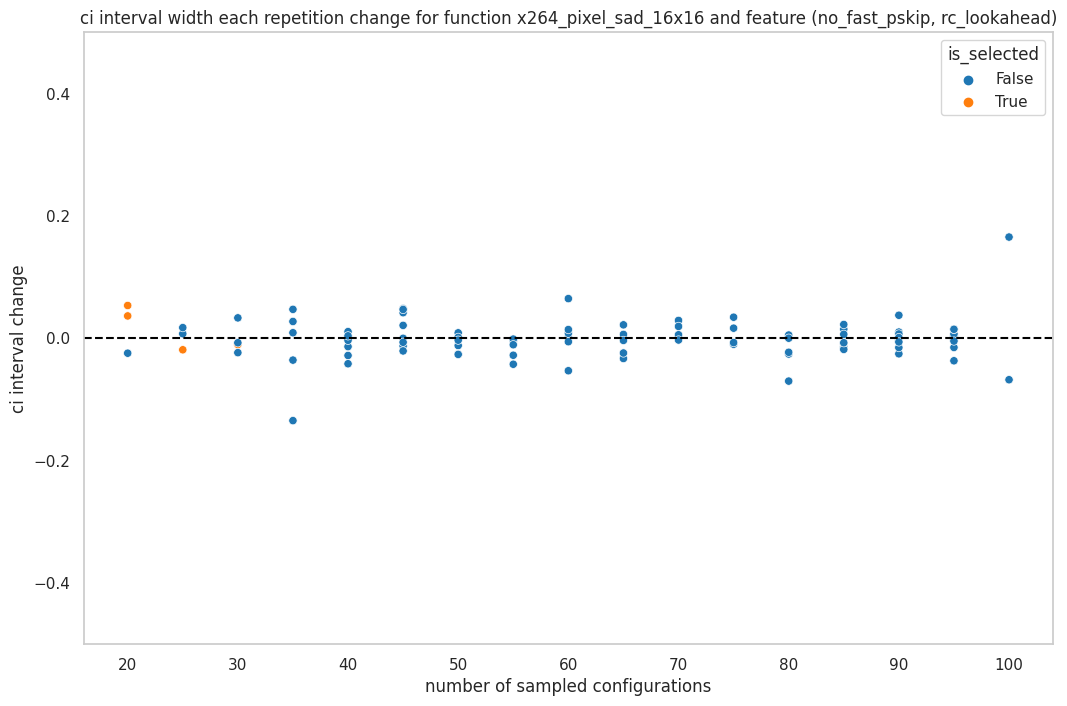 ci interval width each repetition change for function x264_pixel_sad_16x16 and feature (no_fast_pskip, rc_lookahead)
is_selected
False
True
0.4
0.2
0.0
−0.2
−0.4
ci interval change
20 30 40 50 60 70 80 90 100
number of sampled configurations